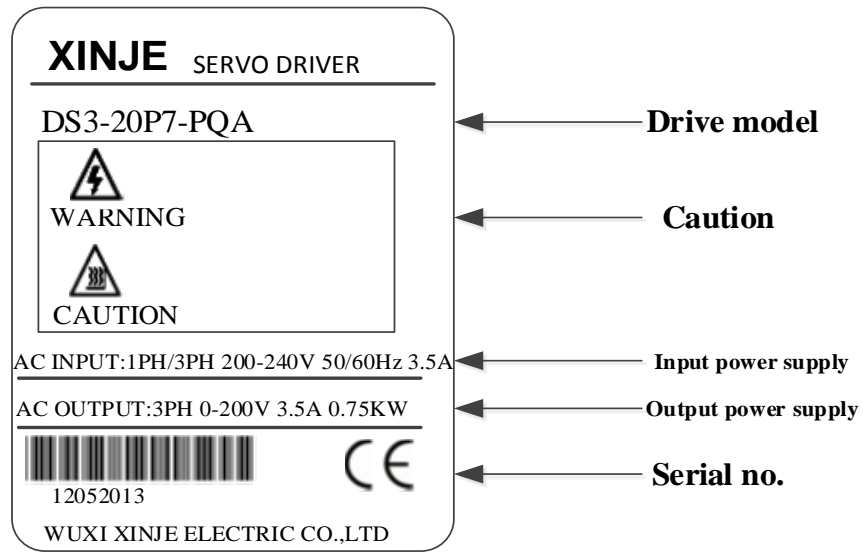 XINJE SERVO DRIVER
DS3-20P7-PQA
Drive model
WARNING
Caution
CAUTION
AC INPUT:1PH/3PH 200-240V 50/60Hz 3.5A
Input power supply
AC OUTPUT:3PH 0-200V 3.5A 0.75KW
Output power supply
CE
Serial no.
12052013
WUXI XINJE ELECTRIC CO.,LTD